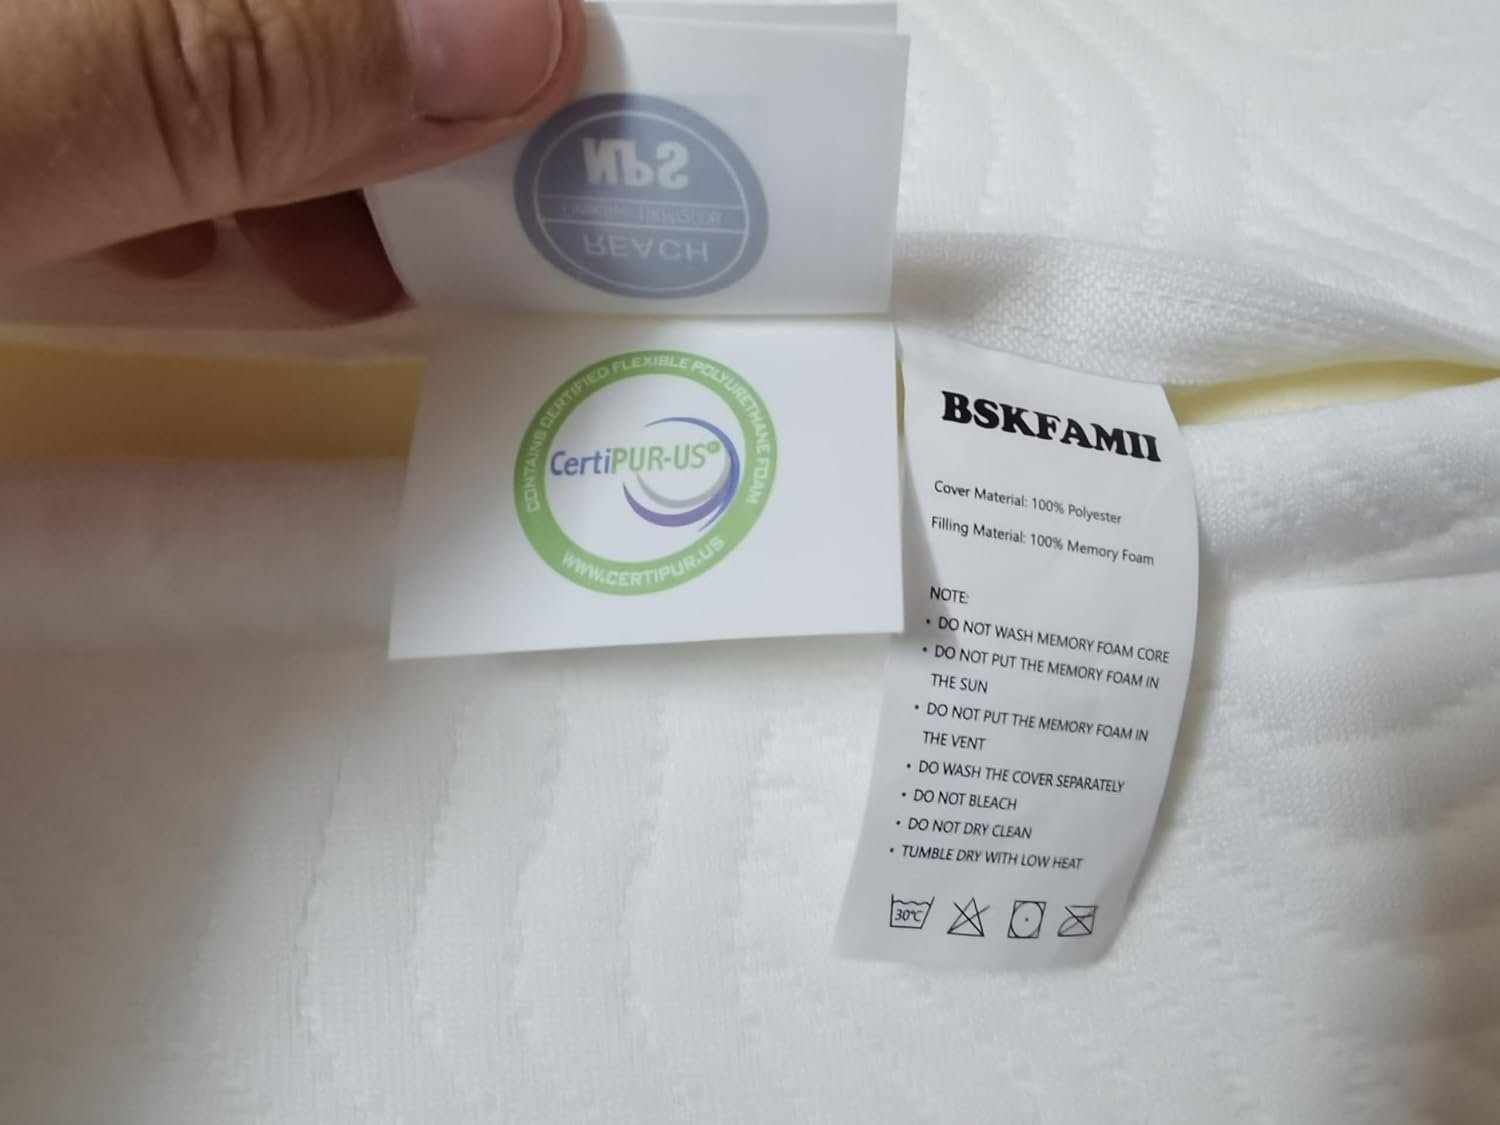 REACH
CONTAINS CERTIFIED FLEXIBLE POLYURETHANE FOAM
CertiPUR-US®
WWW.CERTIPUR.US
BSKFAMII
Cover Material: 100% Polyester
Filling Material: 100% Memory Foam
NOTE:
• DO NOT WASH MEMORY FOAM CORE
• DO NOT PUT THE MEMORY FOAM IN
THE SUN
• DO NOT PUT THE MEMORY FOAM IN
THE VENT
• DO WASH THE COVER SEPARATELY
• DO NOT BLEACH
• DO NOT DRY CLEAN
• TUMBLE DRY WITH LOW HEAT
30°C